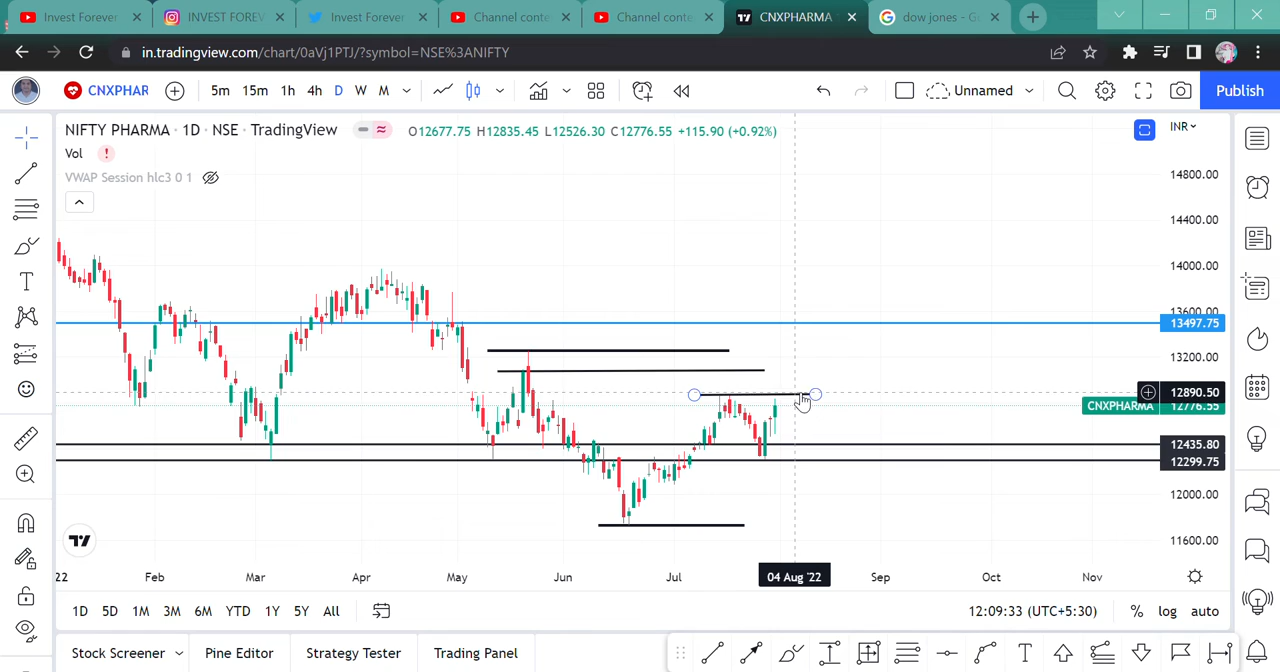 Invest Forever
INVEST FOREV
Invest Forever
Channel conte
Channel conte
CNXPHARMA
dow jones - G
in.tradingview.com/chart/0aVj1PTJ/?symbol=NSE%3ANIFTY
CNXPHAR
5m 15m 1h 4h D W M
Unnamed
Publish
NIFTY PHARMA · 1D · NSE · TradingView
O12677.75 H12835.45 L12526.30 C12776.55 +115.90 (+0.92%)
INR
Vol
VWAP Session hlc3 0 1
14800.00
14400.00
14000.00
13600.00
13497.75
13200.00
12890.50
CNXPHARMA 12776.55
12435.80
12299.75
12000.00
11600.00
22 Feb Mar Apr May Jun Jul 04 Aug '22 Sep Oct Nov
1D 5D 1M 3M 6M YTD 1Y 5Y All
12:09:33 (UTC+5:30) % log auto
Stock Screener Pine Editor Strategy Tester Trading Panel